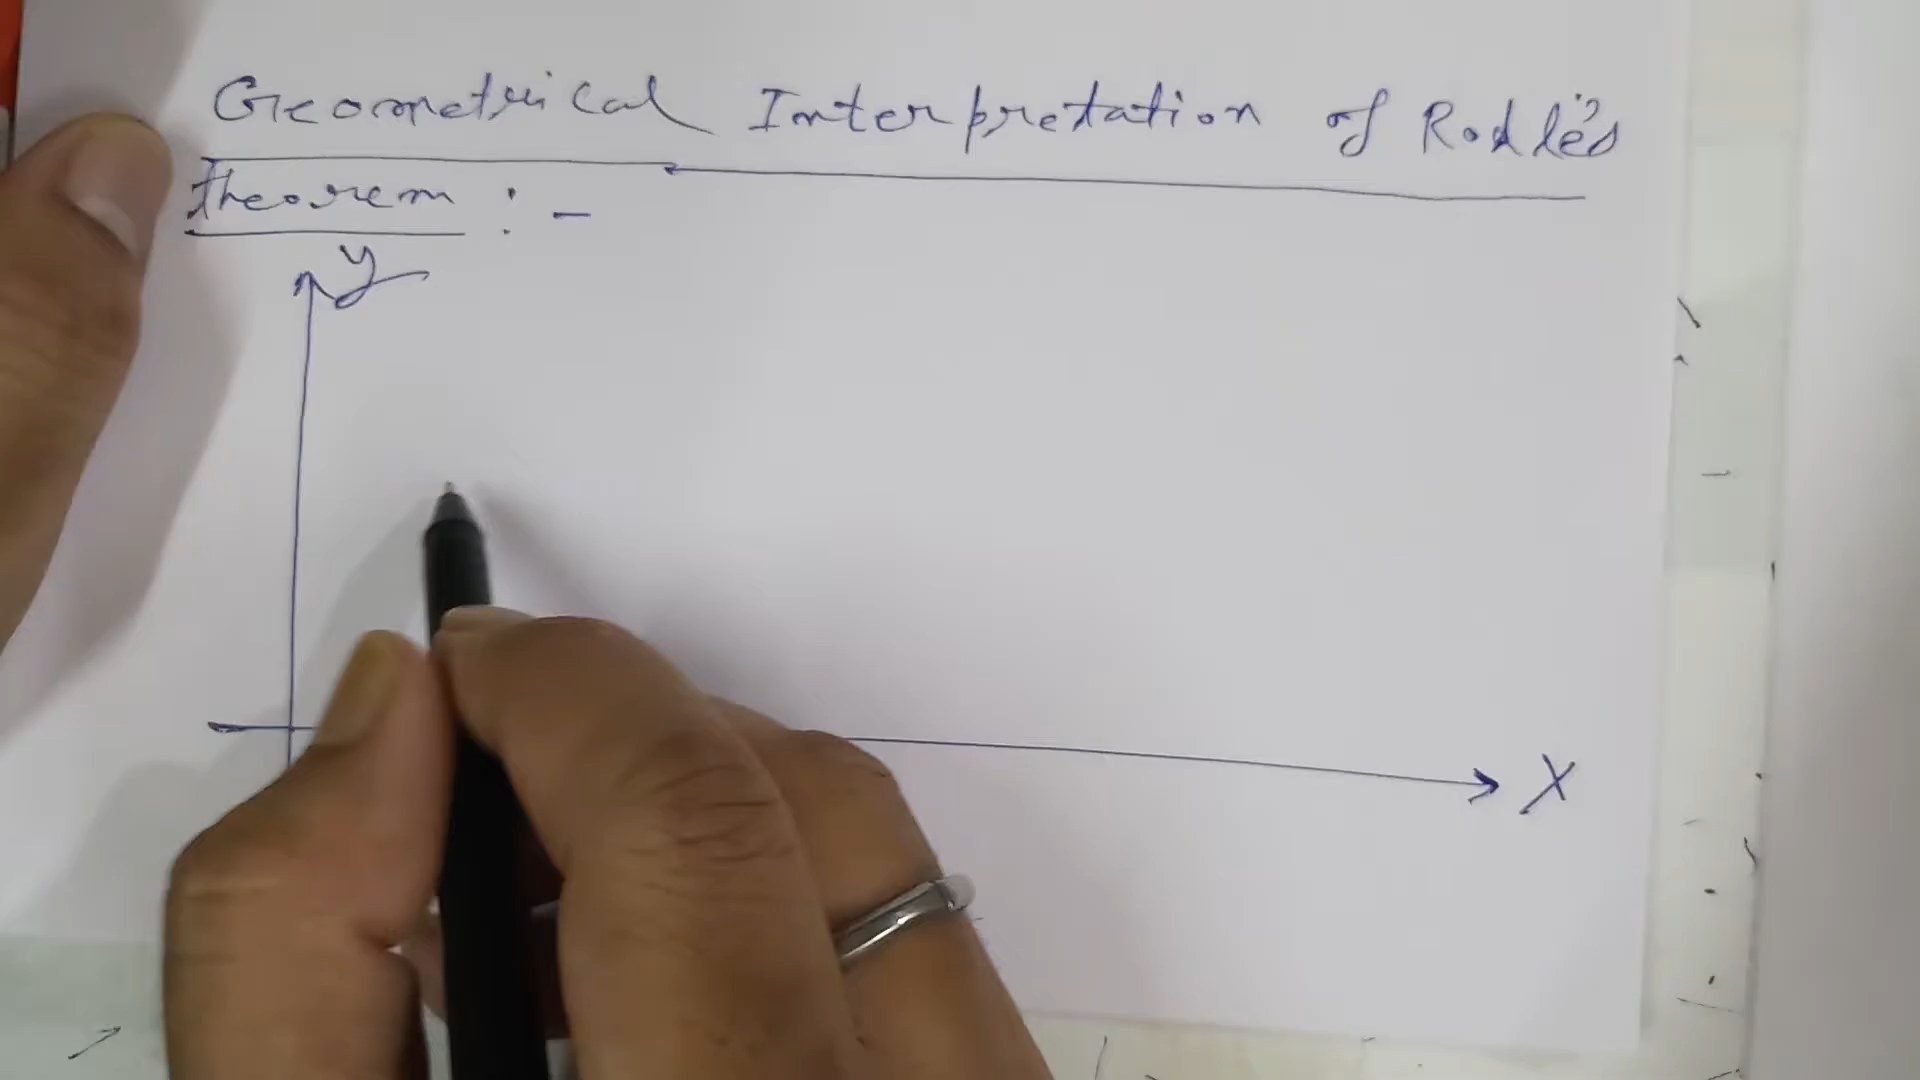 Geometrical Interpretation of Rolle's
theorem : -
y
X